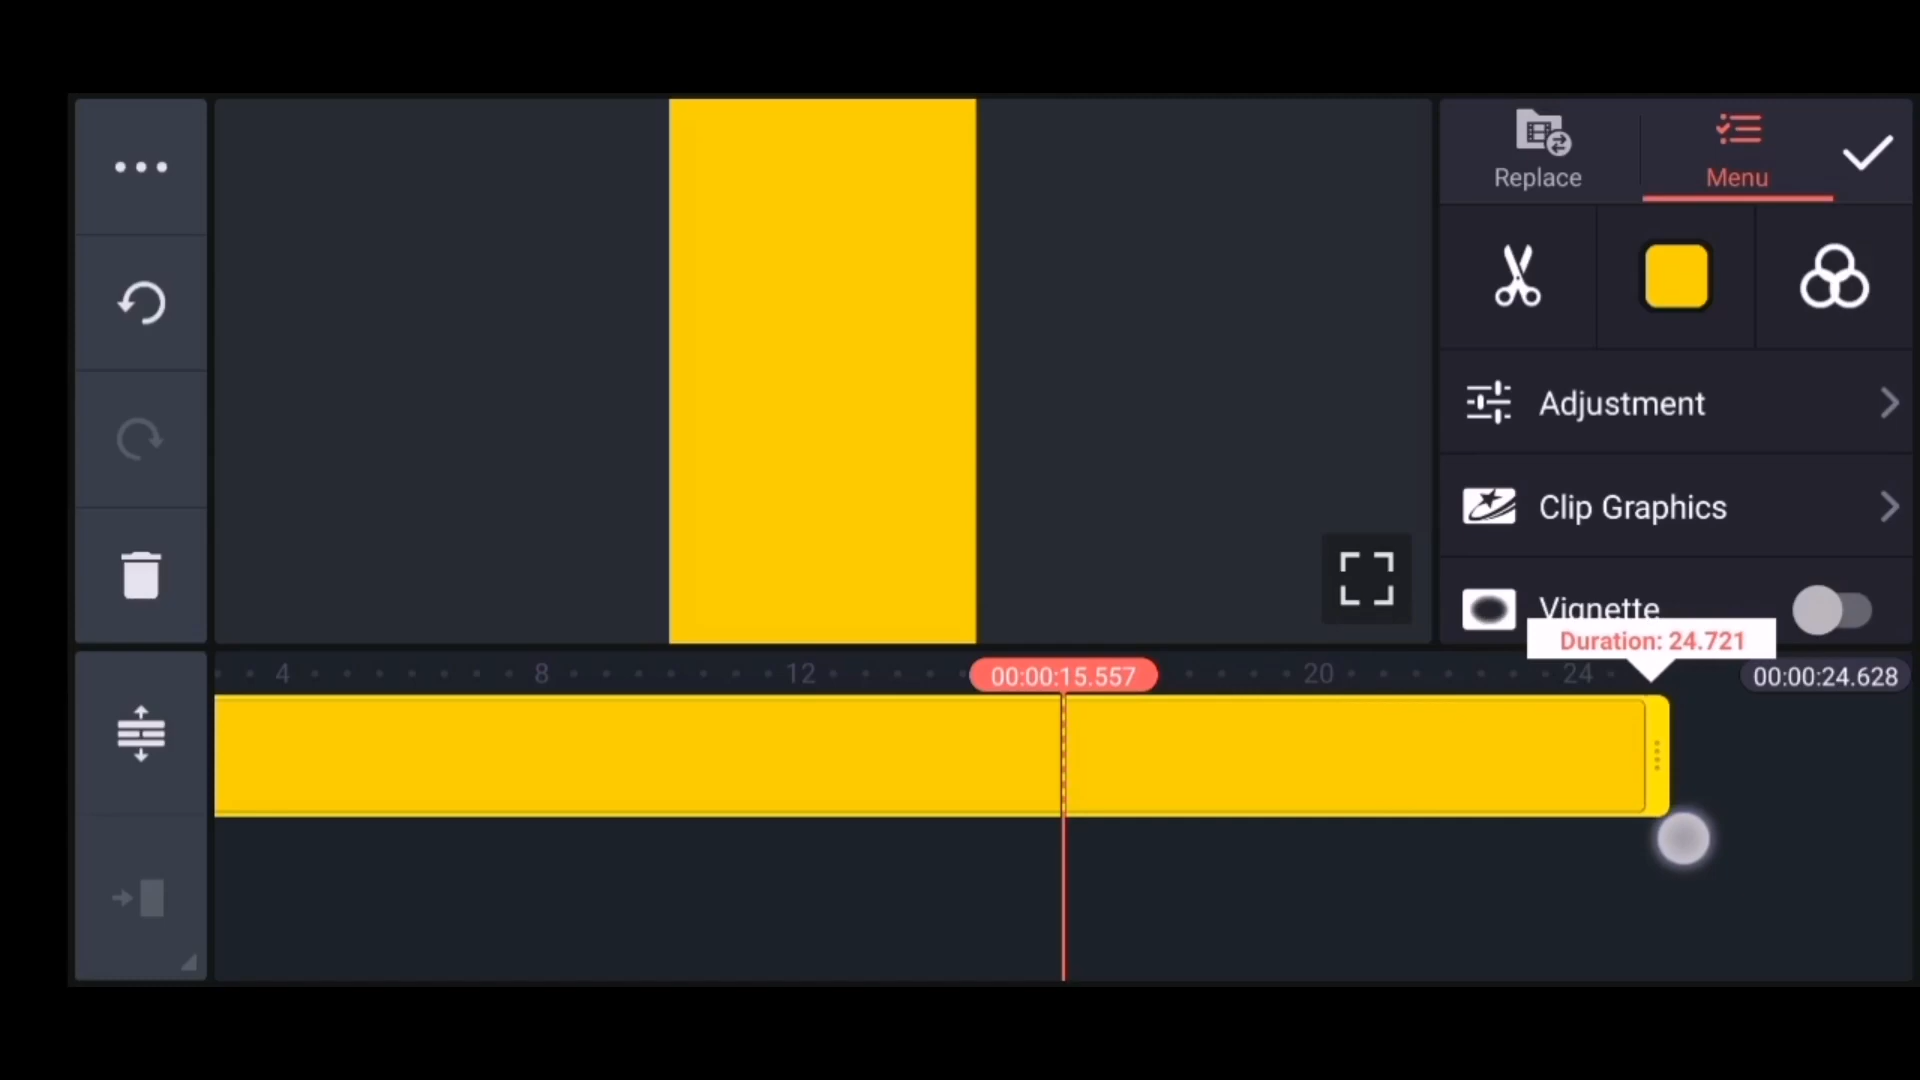 Replace
Menu
Adjustment
Clip Graphics
Vignette
Duration: 24.721
4
8
12
00:00:15.557
20
24
00:00:24.628